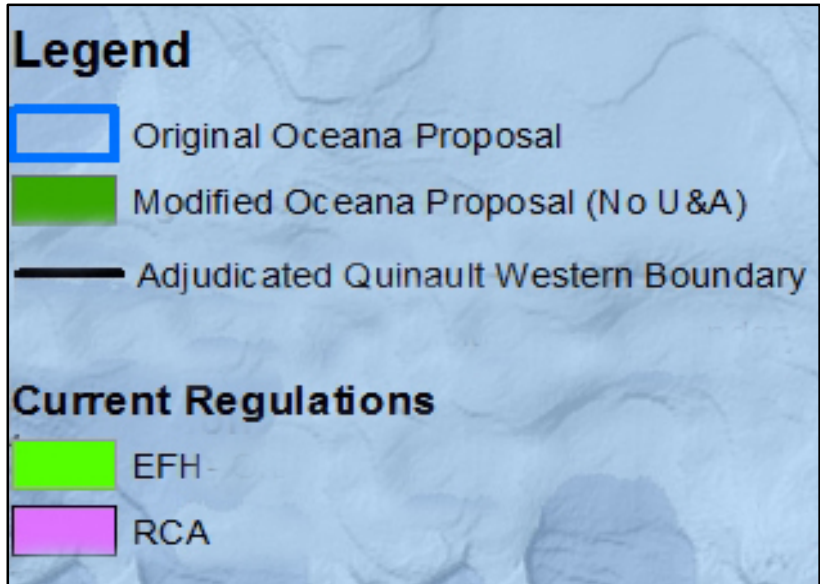 Legend
Original Oceana Proposal
Modified Oceana Proposal (No U&A)
Adjudicated Quinault Western Boundary
Current Regulations
EFH
RCA